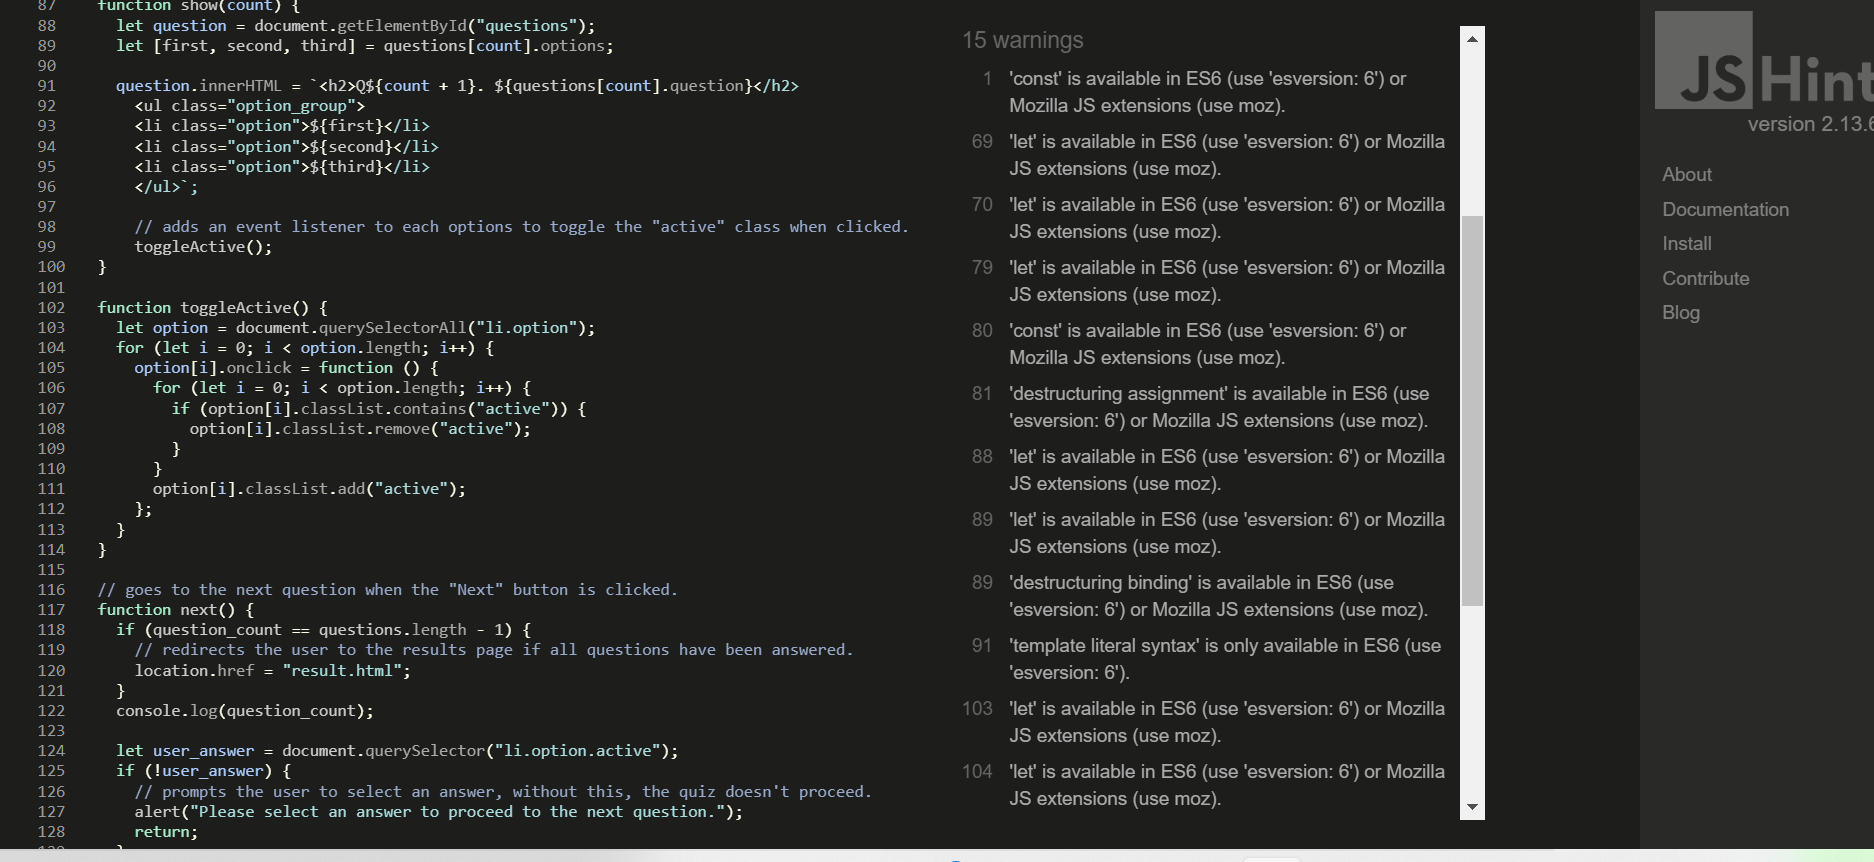 87 function show(count) {
88 let question = document.getElementById("questions");
89 let [first, second, third] = questions[count].options;
90
91 question.innerHTML = `<h2>Q${count + 1}. ${questions[count].question}</h2>
92 <ul class="option_group">
93 <li class="option">${first}</li>
94 <li class="option">${second}</li>
95 <li class="option">${third}</li>
96 </ul>`;
97
98 // adds an event listener to each options to toggle the "active" class when clicked.
99 toggleActive();
100 }
101
102 function toggleActive() {
103 let option = document.querySelectorAll("li.option");
104 for (let i = 0; i < option.length; i++) {
105 option[i].onclick = function () {
106 for (let i = 0; i < option.length; i++) {
107 if (option[i].classList.contains("active")) {
108 option[i].classList.remove("active");
109 }
110 }
111 option[i].classList.add("active");
112 };
113 }
114 }
115
116 // goes to the next question when the "Next" button is clicked.
117 function next() {
118 if (question_count == questions.length - 1) {
119 // redirects the user to the results page if all questions have been answered.
120 location.href = "result.html";
121 }
122 console.log(question_count);
123
124 let user_answer = document.querySelector("li.option.active");
125 if (!user_answer) {
126 // prompts the user to select an answer, without this, the quiz doesn't proceed.
127 alert("Please select an answer to proceed to the next question.");
128 return;
129 }
15 warnings
1 'const' is available in ES6 (use 'esversion: 6') or
Mozilla JS extensions (use moz).
69 'let' is available in ES6 (use 'esversion: 6') or Mozilla
JS extensions (use moz).
70 'let' is available in ES6 (use 'esversion: 6') or Mozilla
JS extensions (use moz).
79 'let' is available in ES6 (use 'esversion: 6') or Mozilla
JS extensions (use moz).
80 'const' is available in ES6 (use 'esversion: 6') or
Mozilla JS extensions (use moz).
81 'destructuring assignment' is available in ES6 (use
'esversion: 6') or Mozilla JS extensions (use moz).
88 'let' is available in ES6 (use 'esversion: 6') or Mozilla
JS extensions (use moz).
89 'let' is available in ES6 (use 'esversion: 6') or Mozilla
JS extensions (use moz).
89 'destructuring binding' is available in ES6 (use
'esversion: 6') or Mozilla JS extensions (use moz).
91 'template literal syntax' is only available in ES6 (use
'esversion: 6').
103 'let' is available in ES6 (use 'esversion: 6') or Mozilla
JS extensions (use moz).
104 'let' is available in ES6 (use 'esversion: 6') or Mozilla
JS extensions (use moz).
JSHint
version 2.13.6
About
Documentation
Install
Contribute
Blog